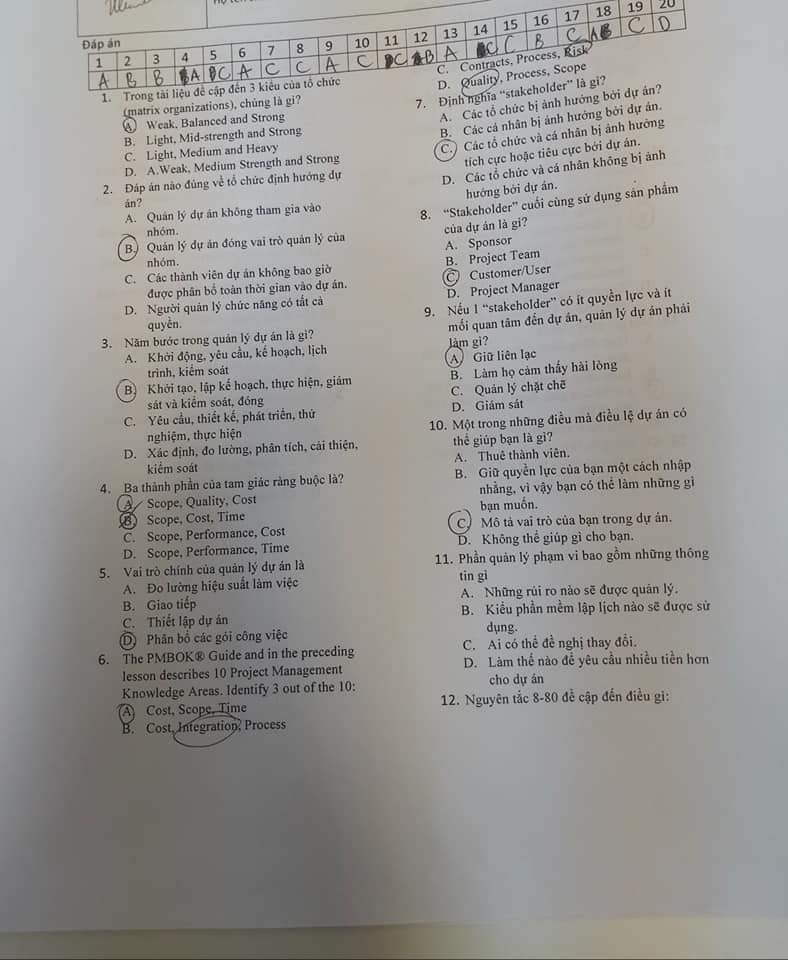 Đáp án
1 2 3 4 5 6 7 8 9 10 11 12 13 14 15 16 17 18 19 20
A B B A C A C C A C C B A C C B C A C D
1. Trong tài liệu đề cập đến 3 kiểu của tổ chức
(matrix organizations), chúng là gì?
A. Weak, Balanced and Strong
B. Light, Mid-strength and Strong
C. Light, Medium and Heavy
D. A.Weak, Medium Strength and Strong
2. Đáp án nào đúng về tổ chức định hướng dự
án?
A. Quản lý dự án không tham gia vào
nhóm.
B. Quản lý dự án đóng vai trò quản lý của
nhóm.
C. Các thành viên dự án không bao giờ
được phân bổ toàn thời gian vào dự án.
D. Người quản lý chức năng có tất cả
quyền.
3. Năm bước trong quản lý dự án là gì?
A. Khởi động, yêu cầu, kế hoạch, lịch
trình, kiểm soát
B. Khởi tạo, lập kế hoạch, thực hiện, giám
sát và kiểm soát, đóng
C. Yêu cầu, thiết kế, phát triển, thử
nghiệm, thực hiện
D. Xác định, đo lường, phân tích, cải thiện,
kiểm soát
4. Ba thành phần của tam giác ràng buộc là?
A. Scope, Quality, Cost
B. Scope, Cost, Time
C. Scope, Performance, Cost
D. Scope, Performance, Time
5. Vai trò chính của quản lý dự án là
A. Đo lường hiệu suất làm việc
B. Giao tiếp
C. Thiết lập dự án
D. Phân bổ các gói công việc
6. The PMBOK® Guide and in the preceding
lesson describes 10 Project Management
Knowledge Areas. Identify 3 out of the 10:
A. Cost, Scope, Time
B. Cost, Integration, Process
C. Contracts, Process, Risk
D. Quality, Process, Scope
7. Định nghĩa “stakeholder” là gì?
A. Các tổ chức bị ảnh hưởng bởi dự án?
B. Các cá nhân bị ảnh hưởng bởi dự án.
C. Các tổ chức và cá nhân bị ảnh hưởng
tích cực hoặc tiêu cực bởi dự án.
D. Các tổ chức và cá nhân không bị ảnh
hưởng bởi dự án.
8. “Stakeholder” cuối cùng sử dụng sản phẩm
của dự án là gì?
A. Sponsor
B. Project Team
C. Customer/User
D. Project Manager
9. Nếu 1 “stakeholder” có ít quyền lực và ít
mối quan tâm đến dự án, quản lý dự án phải
làm gì?
A. Giữ liên lạc
B. Làm họ cảm thấy hài lòng
C. Quản lý chặt chẽ
D. Giám sát
10. Một trong những điều mà điều lệ dự án có
thể giúp bạn là gì?
A. Thuê thành viên.
B. Giữ quyền lực của bạn một cách nhập
nhằng, vì vậy bạn có thể làm những gì
bạn muốn.
C. Mô tả vai trò của bạn trong dự án.
D. Không thể giúp gì cho bạn.
11. Phần quản lý phạm vi bao gồm những thông
tin gì
A. Những rủi ro nào sẽ được quản lý.
B. Kiểu phần mềm lập lịch nào sẽ được sử
dụng.
C. Ai có thể đề nghị thay đổi.
D. Làm thế nào để yêu cầu nhiều tiền hơn
cho dự án
12. Nguyên tắc 8-80 đề cập đến điều gì: